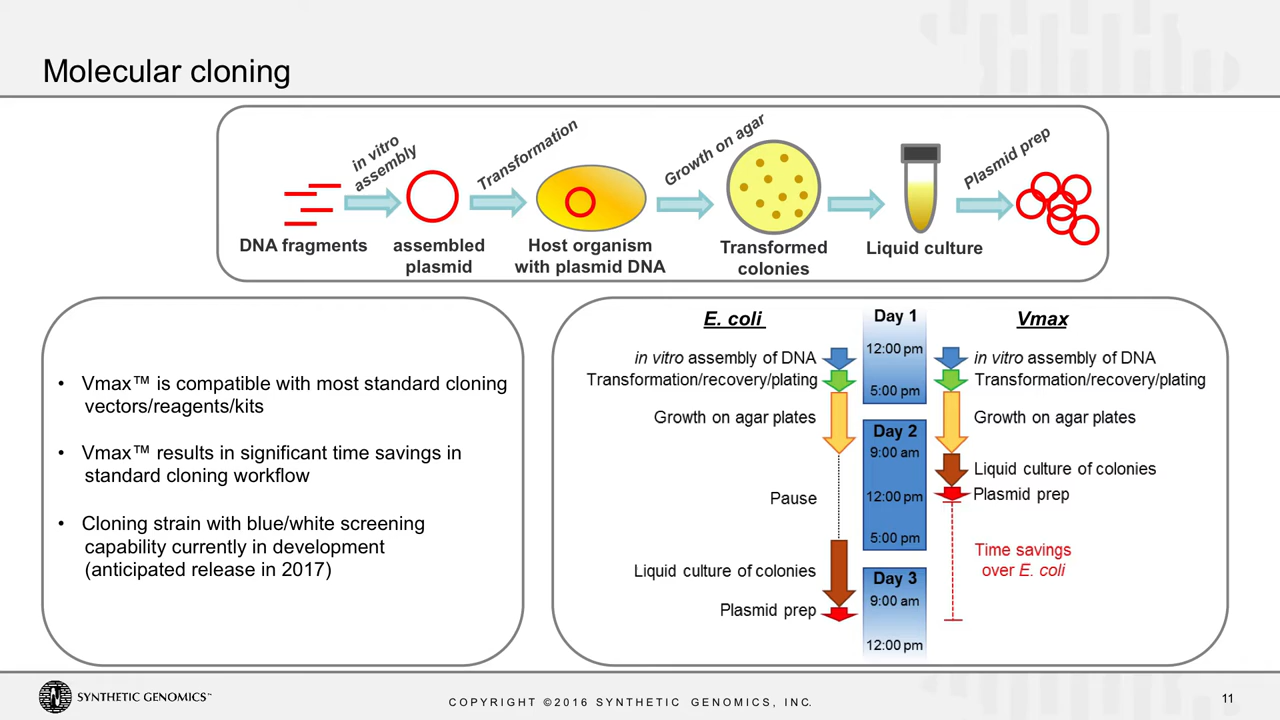 Molecular cloning
in vitro
assembly
Transformation
Growth on agar
Plasmid prep
DNA fragments
assembled
plasmid
Host organism
with plasmid DNA
Transformed
colonies
Liquid culture
• Vmax™ is compatible with most standard cloning
vectors/reagents/kits
• Vmax™ results in significant time savings in
standard cloning workflow
• Cloning strain with blue/white screening
capability currently in development
(anticipated release in 2017)
E. coli
in vitro assembly of DNA
Transformation/recovery/plating
Growth on agar plates
Pause
Liquid culture of colonies
Plasmid prep
Day 1
12:00 pm
5:00 pm
Day 2
9:00 am
12:00 pm
5:00 pm
Day 3
9:00 am
12:00 pm
Vmax
in vitro assembly of DNA
Transformation/recovery/plating
Growth on agar plates
Liquid culture of colonies
Plasmid prep
Time savings
over E. coli
SYNTHETIC GENOMICS™
COPYRIGHT ©2016 SYNTHETIC GENOMICS, INC.
11